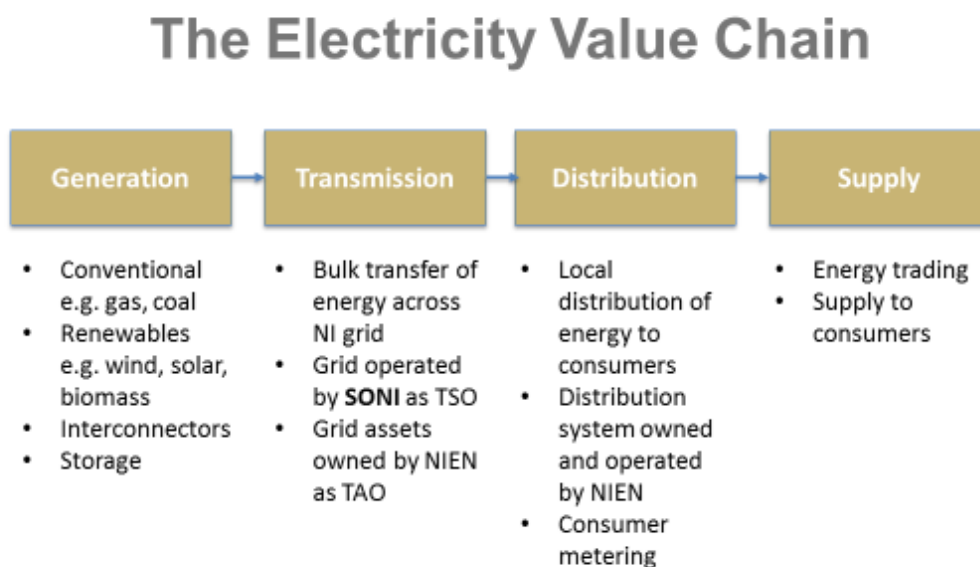 The Electricity Value Chain
Generation
Transmission
Distribution
Supply
• Conventional
e.g. gas, coal
• Renewables
e.g. wind, solar,
biomass
• Interconnectors
• Storage
• Bulk transfer of
energy across
NI grid
• Grid operated
by SONI as TSO
• Grid assets
owned by NIEN
as TAO
• Local
distribution of
energy to
consumers
• Distribution
system owned
and operated
by NIEN
• Consumer
metering
• Energy trading
• Supply to
consumers